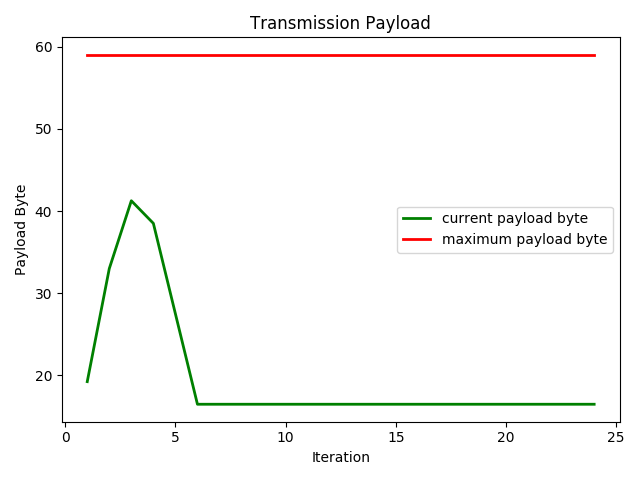 Transmission Payload
60
50
40
30
20
Payload Byte
current payload byte
maximum payload byte
0
5
10
15
20
25
Iteration